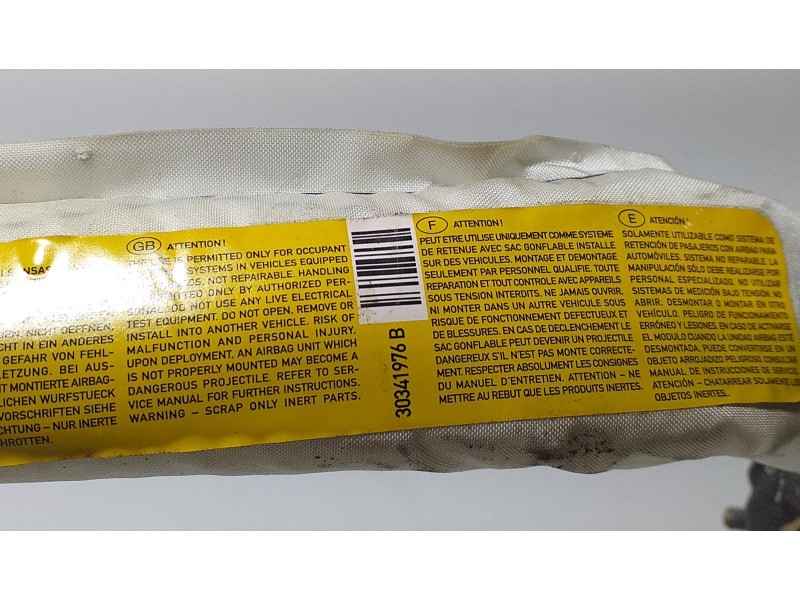 LSENSAS
NICHT ÖFFNEN,
CHT IN EIN ANDERES
GEFAHR VON FEHL-
LETZUNG. BEI AUS-
T MONTIERTE AIRBAG-
LICHEN WURFSTUECK
VORSCHRIFTEN SIEHE
CHTUNG – NUR INERTE
HROTTEN.
GB ATTENTION!
IS PERMITTED ONLY FOR OCCUPANT
SYSTEMS IN VEHICLES EQUIPPED
NOT REPAIRABLE. HANDLING
ONLY BY AUTHORIZED PER-
SONAL. DO NOT USE ANY LIVE ELECTRICAL
TEST EQUIPMENT. DO NOT OPEN, REMOVE OR
INSTALL INTO ANOTHER VEHICLE. RISK OF
MALFUNCTION AND PERSONAL INJURY.
UPON DEPLOYMENT, AN AIRBAG UNIT WHICH
IS NOT PROPERLY MOUNTED MAY BECOME A
DANGEROUS PROJECTILE. REFER TO SER-
VICE MANUAL FOR FURTHER INSTRUCTIONS.
WARNING – SCRAP ONLY INERT PARTS.
30341976 B
F ATTENTION!
PEUT ETRE UTILISE UNIQUEMENT COMME SYSTEME
DE RETENUE AVEC SAC GONFLABLE INSTALLE
SUR DES VEHICULES. MONTAGE ET DEMONTAGE
SEULEMENT PAR PERSONNEL QUALIFIE. TOUTE
REPARATION ET TOUT CONTROLE AVEC APPAREILS
SOUS TENSION INTERDITS. NE JAMAIS OUVRIR,
NI MONTER DANS UN AUTRE VEHICULE SOUS
RISQUE DE FONCTIONNEMENT DEFECTUEUX ET
DE BLESSURES. EN CAS DE DECLENCHEMENT LE
SAC GONFLABLE PEUT DEVENIR UN PROJECTILE
DANGEREUX S'IL N'EST PAS MONTE CORRECTE-
MENT. RESPECTER ABSOLUMENT LES CONSIGNES
DU MANUEL D'ENTRETIEN. ATTENTION – NE
METTRE AU REBUT QUE LES PRODUITS INERTES.
E ATENCIÓN!
SOLAMENTE UTILIZABLE COMO SISTEMA DE
RETENCIÓN DE PASAJEROS CON AIRBAG PARA
AUTOMÓVILES. SISTEMA NO REPARABLE. LA
MANIPULACIÓN SÓLO DEBE REALIZARSE POR
PERSONAL ESPECIALIZADO. NO UTILIZAR
SISTEMAS DE MEDICIÓN BAJO TENSIÓN, NO
ABRIR, DESMONTAR O MONTAR EN OTRO
VEHÍCULO. PELIGRO DE FUNCIONAMIENTO
ERRÓNEO Y LESIONES. EN CASO DE ACTIVARSE
EL MODULO CUANDO LA UNIDAD AIRBAG ESTÉ
DESMONTADA, PUEDE CONVERTIRSE EN UN
OBJETO ARROJADIZO PELIGROSO. CONSULTAR
MANUAL DE INSTRUCCIONES DE SERVICIO.
ATENCIÓN – CHATARREAR SOLAMENTE LOS
OBJETOS INERTES.